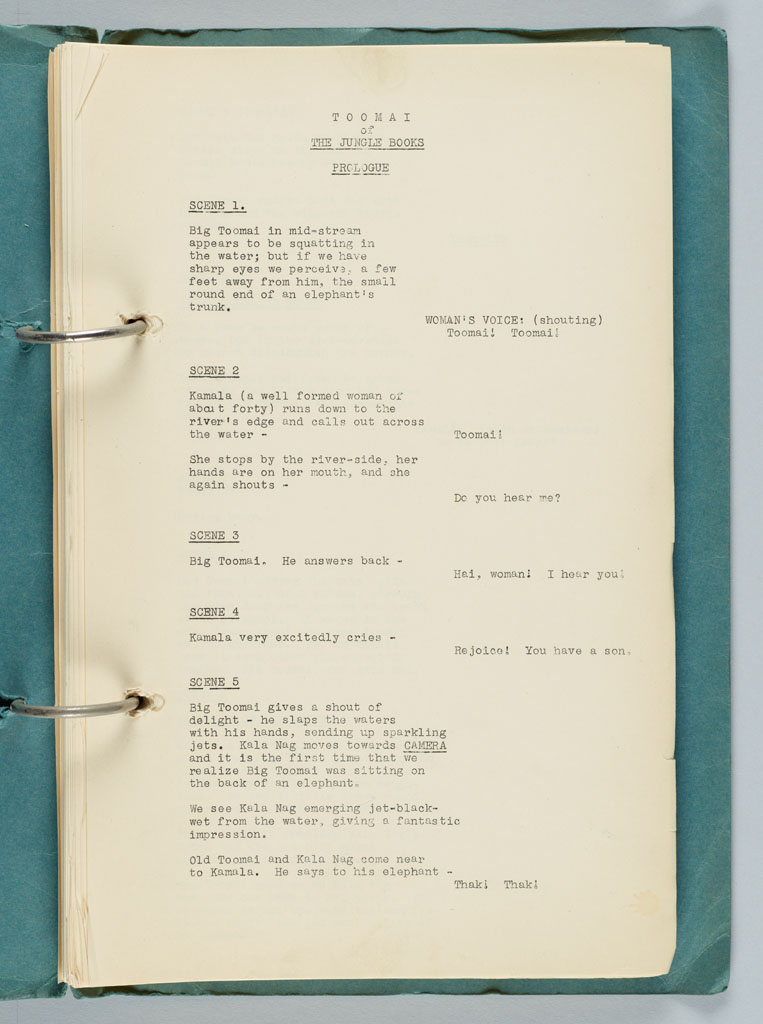 T O O M A I
of
THE JUNGLE BOOKS
PROLOGUE
SCENE 1.
Big Toomai in mid-stream
appears to be squatting in
the water; but if we have
sharp eyes we perceive, a few
feet away from him, the small
round end of an elephant's
trunk.
WOMAN'S VOICE: (shouting)
Toomai! Toomai!
SCENE 2
Kamala (a well formed woman of
about forty) runs down to the
river's edge and calls out across
the water -
Toomai!
She stops by the river-side, her
hands are on her mouth, and she
again shouts -
Do you hear me?
SCENE 3
Big Toomai. He answers back -
Hai, woman! I hear you!
SCENE 4
Kamala very excitedly cries -
Rejoice! You have a son.
SCENE 5
Big Toomai gives a shout of
delight - he slaps the waters
with his hands, sending up sparkling
jets. Kala Nag moves towards CAMERA
and it is the first time that we
realize Big Toomai was sitting on
the back of an elephant.
We see Kala Nag emerging jet-black-
wet from the water, giving a fantastic
impression.
Old Toomai and Kala Nag come near
to Kamala. He says to his elephant -
Thak! Thak!